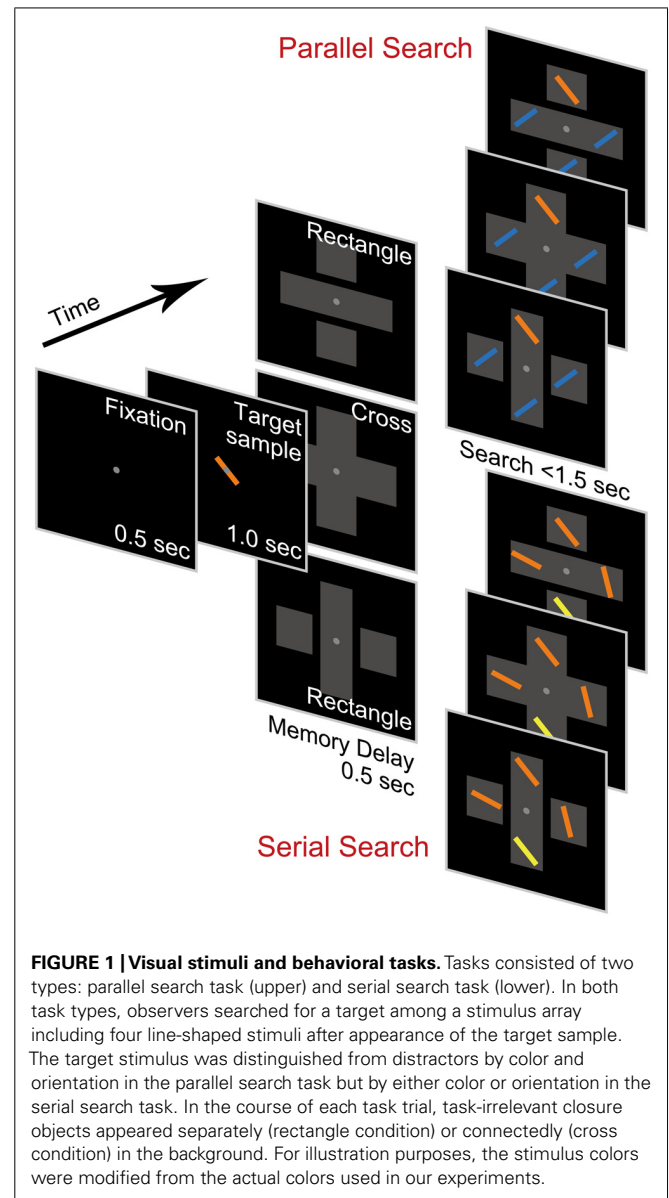 Parallel Search
Rectangle
Time
Fixation
0.5 sec
Target
sample
1.0 sec
Cross
Search <1.5 sec
Rectangle
Memory Delay
0.5 sec
Serial Search
FIGURE 1 | Visual stimuli and behavioral tasks. Tasks consisted of two
types: parallel search task (upper) and serial search task (lower). In both
task types, observers searched for a target among a stimulus array
including four line-shaped stimuli after appearance of the target sample.
The target stimulus was distinguished from distractors by color and
orientation in the parallel search task but by either color or orientation in the
serial search task. In the course of each task trial, task-irrelevant closure
objects appeared separately (rectangle condition) or connectedly (cross
condition) in the background. For illustration purposes, the stimulus colors
were modified from the actual colors used in our experiments.